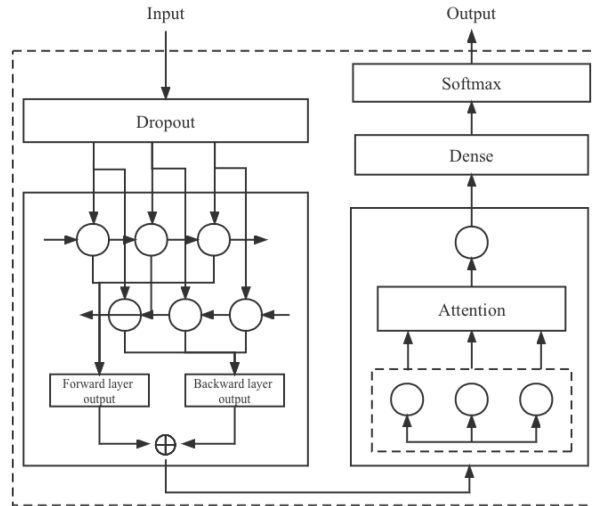 Input
Output
Softmax
Dropout
Dense
Attention
Forward layer
output
Backward layer
output